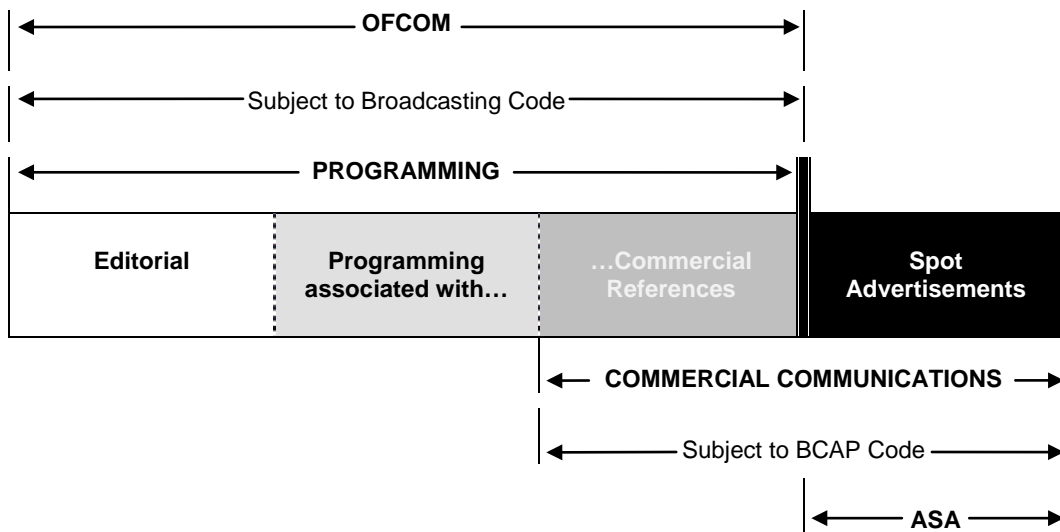 OFCOM
Subject to Broadcasting Code
PROGRAMMING
Editorial
Programming
associated with…
…Commercial
References
Spot
Advertisements
COMMERCIAL COMMUNICATIONS
Subject to BCAP Code
ASA